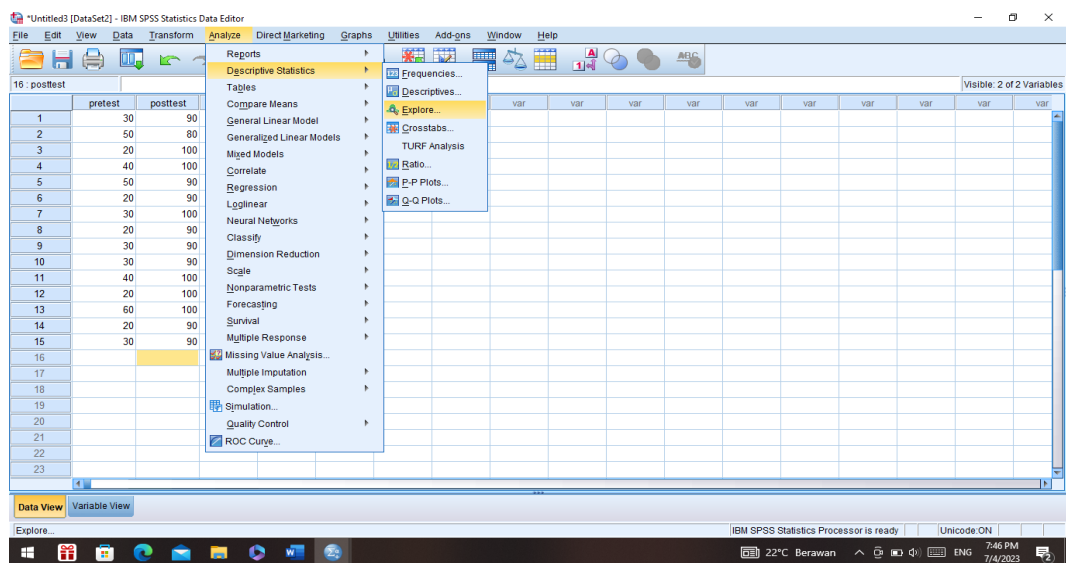 *Untitled3 [DataSet2] - IBM SPSS Statistics Data Editor
File Edit View Data Transform Analyze Direct Marketing Graphs Utilities Add-ons Window Help
16 : posttest
Visible: 2 of 2 Variables
pretest posttest var var var var var var var var var
1 30 90
2 50 80
3 20 100
4 40 100
5 50 90
6 20 90
7 30 100
8 20 90
9 30 90
10 30 90
11 40 100
12 20 100
13 60 100
14 20 90
15 30 90
16
17
18
19
20
21
22
23
Reports
Descriptive Statistics
Tables
Compare Means
General Linear Model
Generalized Linear Models
Mixed Models
Correlate
Regression
Loglinear
Neural Networks
Classify
Dimension Reduction
Scale
Nonparametric Tests
Forecasting
Survival
Multiple Response
Missing Value Analysis...
Multiple Imputation
Complex Samples
Simulation...
Quality Control
ROC Curve...
Frequencies...
Descriptives...
Explore...
Crosstabs...
TURF Analysis
Ratio...
P-P Plots...
Q-Q Plots...
Data View Variable View
Explore...
IBM SPSS Statistics Processor is ready
Unicode:ON
22°C Berawan
ENG
7:46 PM
7/4/2023